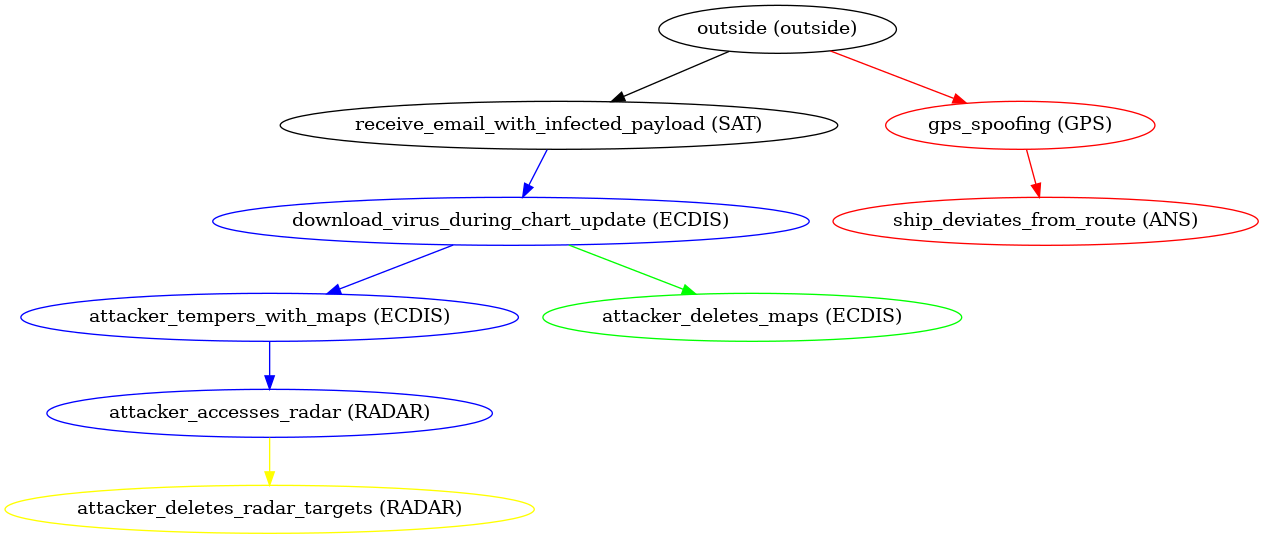 outside (outside)
receive_email_with_infected_payload (SAT)
gps_spoofing (GPS)
download_virus_during_chart_update (ECDIS)
ship_deviates_from_route (ANS)
attacker_tempers_with_maps (ECDIS)
attacker_deletes_maps (ECDIS)
attacker_accesses_radar (RADAR)
attacker_deletes_radar_targets (RADAR)